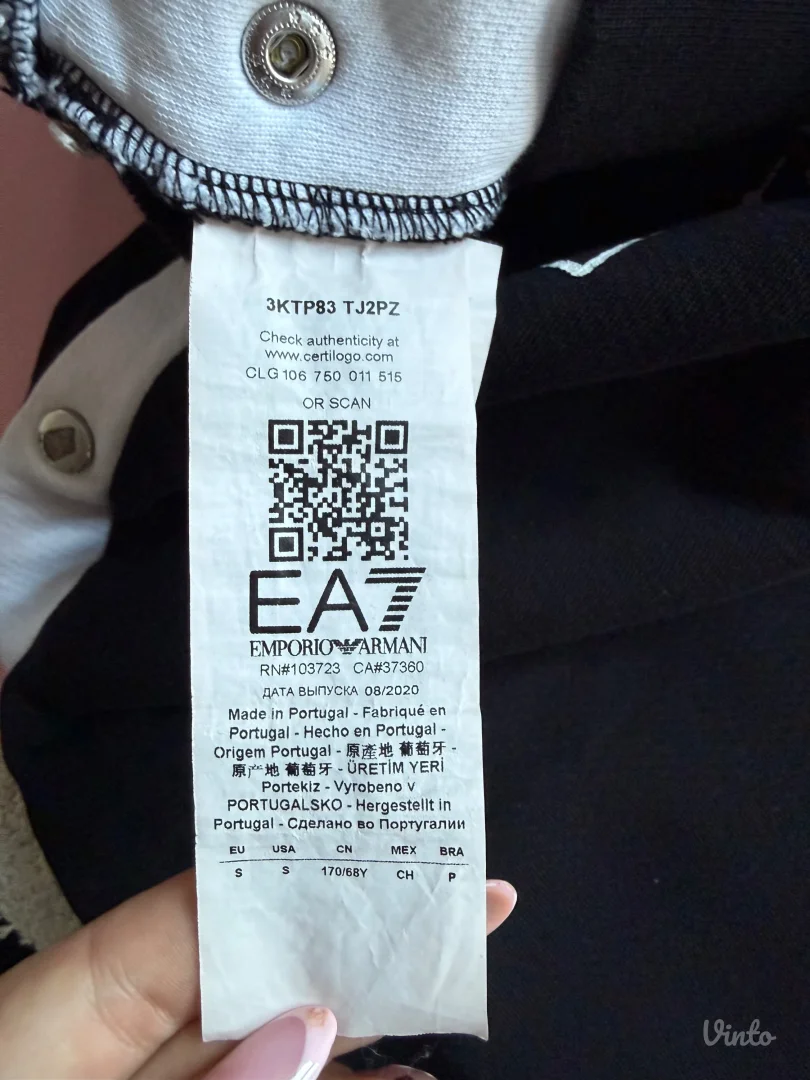 3KTP83 TJ2PZ
Check authenticity at
www.certilogo.com
CLG 106 750 011 515
OR SCAN
EA7
EMPORIO ARMANI
RN#103723 CA#37360
ДАТА ВЫПУСКА 08/2020
Made in Portugal - Fabriqué en
Portugal - Hecho en Portugal -
Origem Portugal - 原產地 葡萄牙 -
原产地 葡萄牙 - ÜRETİM YERİ
Portekiz - Vyrobeno v
PORTUGALSKO - Hergestellt in
Portugal - Сделано во Португалии
EU USA CN MEX BRA
S S 170/68Y CH P
Vinto